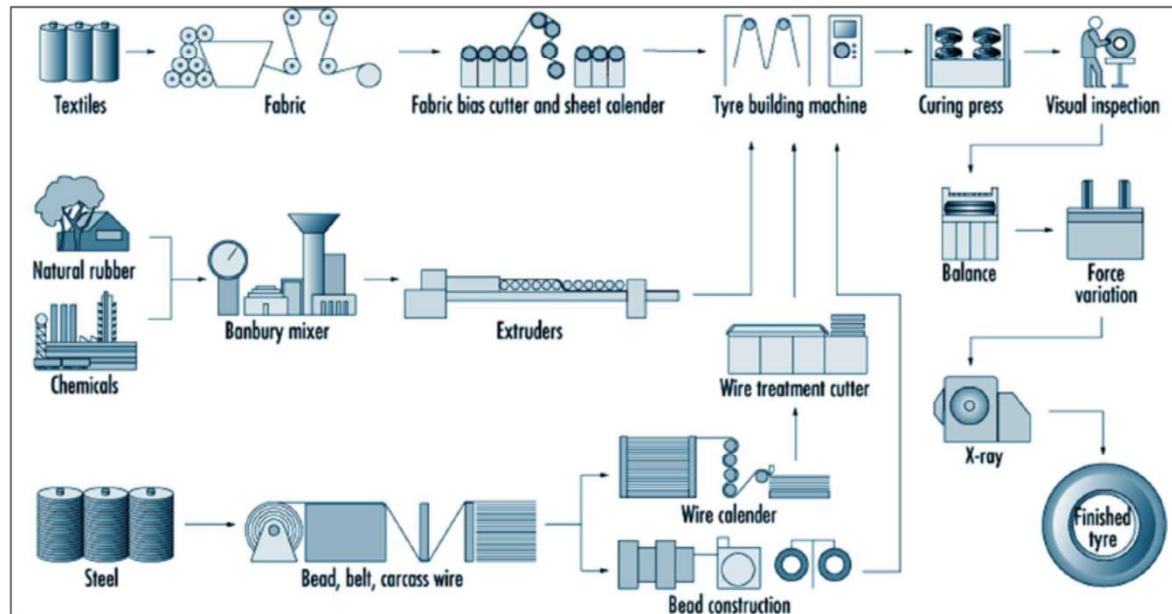 Textiles
Fabric
Fabric bias cutter and sheet calender
Tyre building machine
Curing press
Visual inspection
Natural rubber
Chemicals
Banbury mixer
Extruders
Wire treatment cutter
Balance
Force
variation
X-ray
Steel
Bead, belt, carcass wire
Wire calender
Bead construction
Finished
tyre